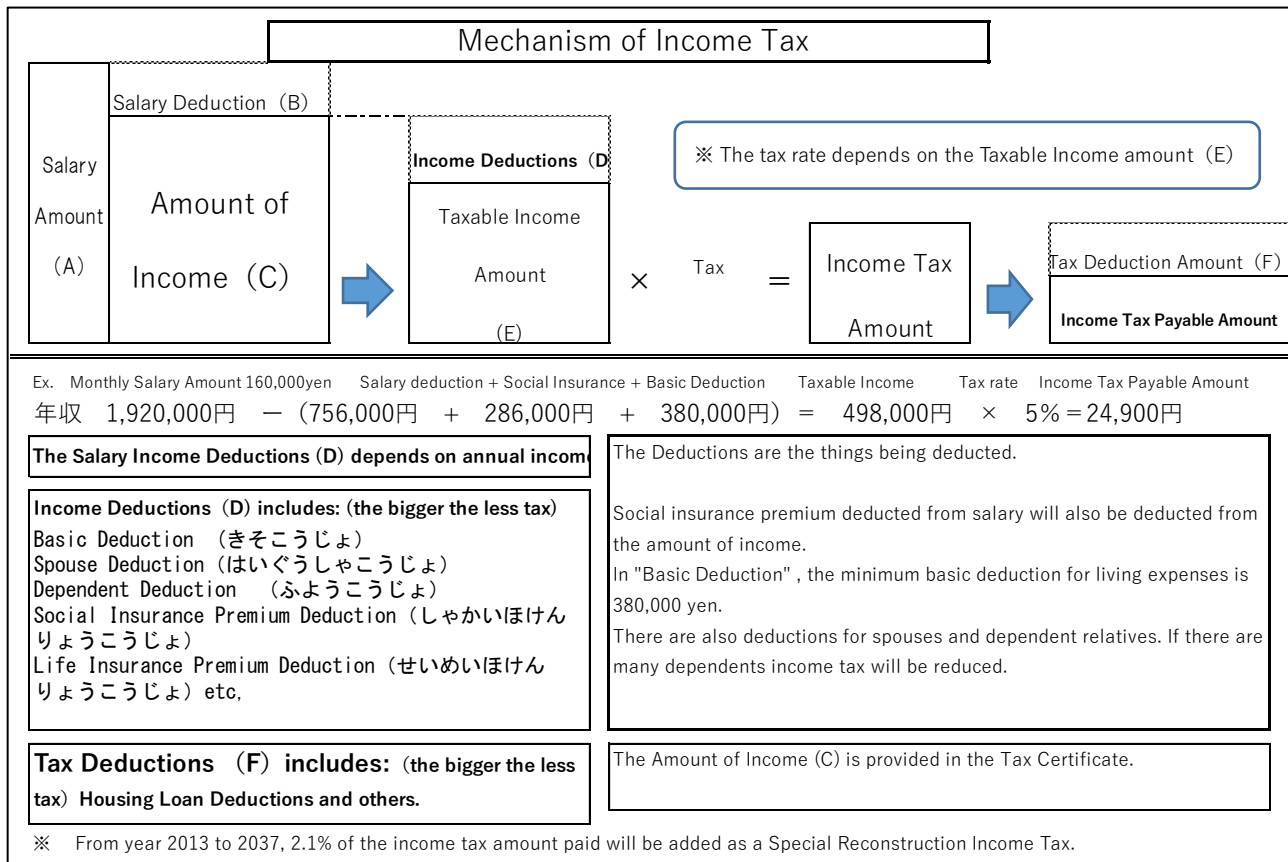 Mechanism of Income Tax
Salary Deduction（B）
Salary
Amount
（A）
Amount of
Income（C）
Income Deductions（D
Taxable Income
Amount
（E）
×
Tax
＝
※ The tax rate depends on the Taxable Income amount（E）
Income Tax
Amount
Tax Deduction Amount（F）
Income Tax Payable Amount
Ex. Monthly Salary Amount 160,000yen Salary deduction + Social Insurance + Basic Deduction Taxable Income Tax rate Income Tax Payable Amount
年収 1,920,000円 －（756,000円 ＋ 286,000円 ＋ 380,000円）＝ 498,000円 × 5%＝24,900円
The Salary Income Deductions (D) depends on annual incom
Income Deductions（D) includes: (the bigger the less tax)
Basic Deduction （きそこうじょ）
Spouse Deduction（はいぐうしゃこうじょ）
Dependent Deduction （ふようこうじょ）
Social Insurance Premium Deduction（しゃかいほけん
りょうこうじょ）
Life Insurance Premium Deduction（せいめいほけん
りょうこうじょ）etc,
The Deductions are the things being deducted.
Social insurance premium deducted from salary will also be deducted from
the amount of income.
In "Basic Deduction" , the minimum basic deduction for living expenses is
380,000 yen.
There are also deductions for spouses and dependent relatives. If there are
many dependents income tax will be reduced.
Tax Deductions （F）includes: (the bigger the less
tax）Housing Loan Deductions and others.
The Amount of Income (C) is provided in the Tax Certificate.
※ From year 2013 to 2037, 2.1% of the income tax amount paid will be added as a Special Reconstruction Income Tax.